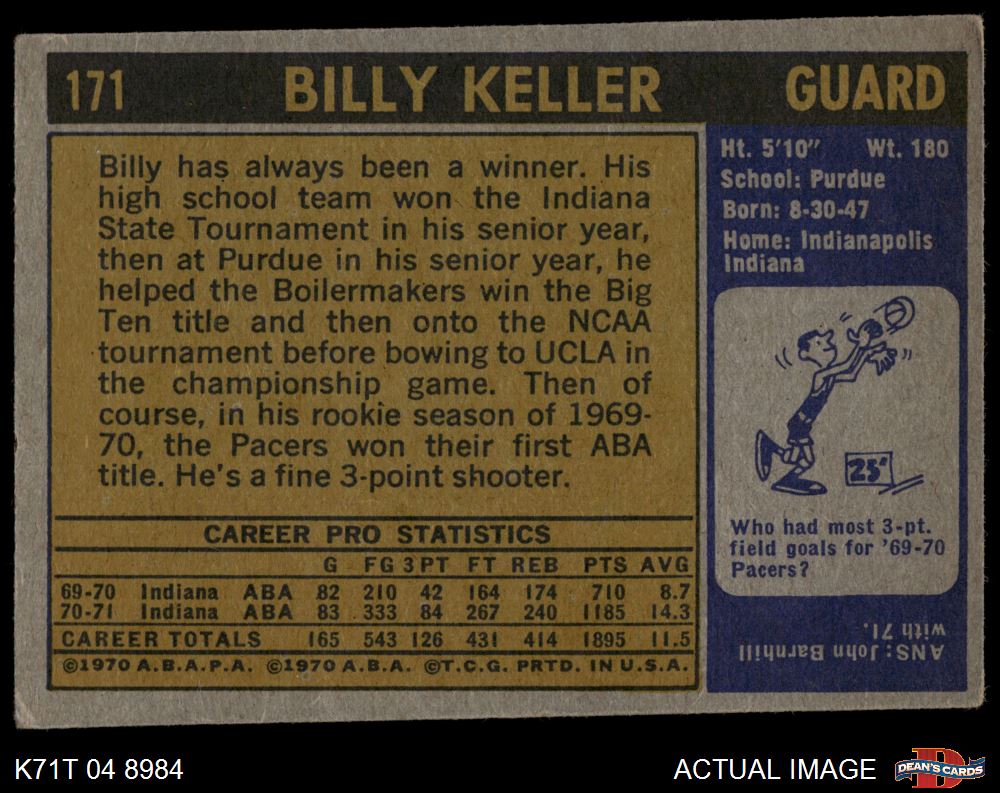 171 BILLY KELLER GUARD
Billy has always been a winner. His
high school team won the Indiana
State Tournament in his senior year,
then at Purdue in his senior year, he
helped the Boilermakers win the Big
Ten title and then onto the NCAA
tournament before bowing to UCLA in
the championship game. Then of
course, in his rookie season of 1969-
70, the Pacers won their first ABA
title. He's a fine 3-point shooter.
CAREER PRO STATISTICS
G FG 3 PT FT REB PTS AVG
69-70 Indiana ABA 82 210 42 164 174 710 8.7
70-71 Indiana ABA 83 333 84 267 240 1185 14.3
CAREER TOTALS 165 543 126 431 414 1895 11.5
©1970 A.B.A.P.A. ©1970 A.B.A. ©T.C.G. PRTD. IN U.S.A.
Ht. 5'10" Wt. 180
School: Purdue
Born: 8-30-47
Home: Indianapolis
Indiana
25'
Who had most 3-pt.
field goals for '69-70
Pacers?
ANS: John Barnhill
with 71.
K71T 04 8984
ACTUAL IMAGE
DEAN'S CARDS